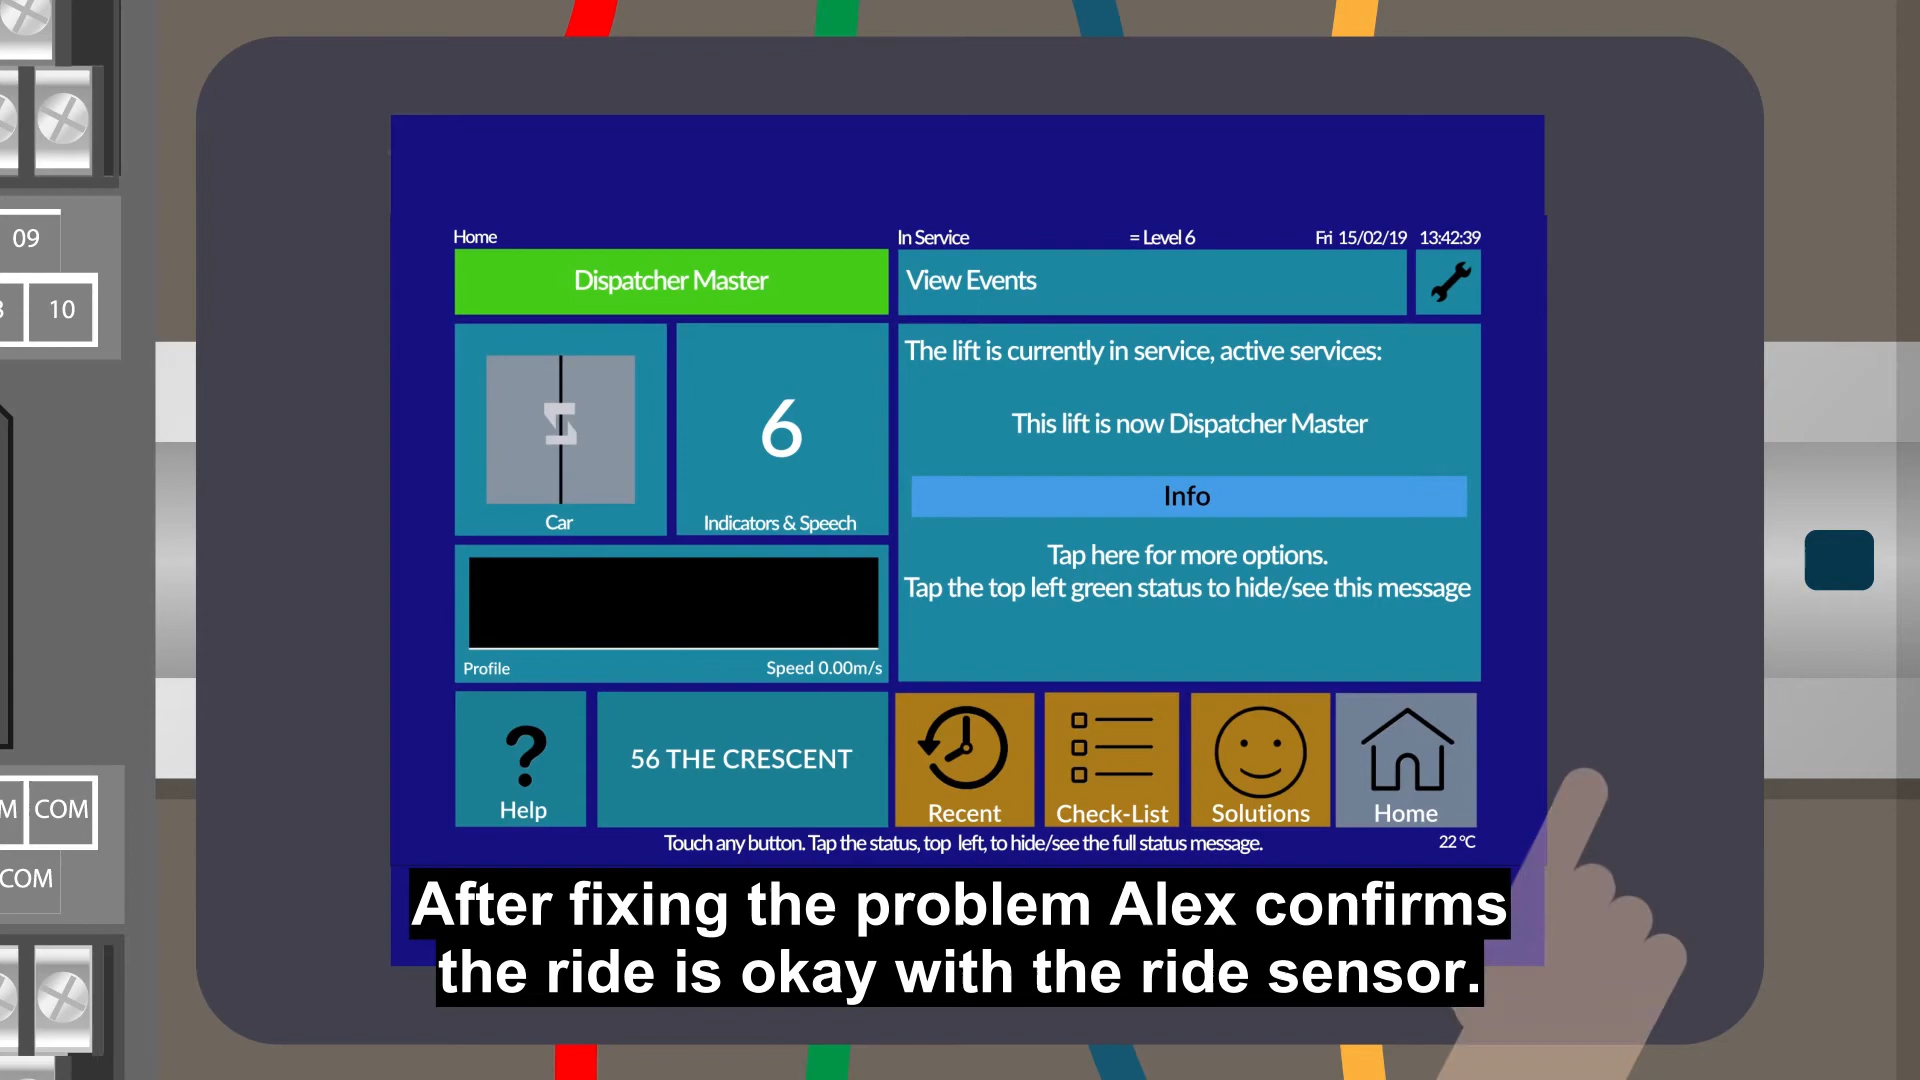 09
10
COM
COM
Home
In Service
= Level 6
Fri 15/02/19 13:42:39
Dispatcher Master
View Events
The lift is currently in service, active services:
This lift is now Dispatcher Master
Info
Tap here for more options.
Tap the top left green status to hide/see this message
Car
6
Indicators & Speech
Profile
Speed 0.00m/s
Help
56 THE CRESCENT
Recent
Check-List
Solutions
Home
Touch any button. Tap the status, top left, to hide/see the full status message.
22 °C
After fixing the problem Alex confirms
the ride is okay with the ride sensor.